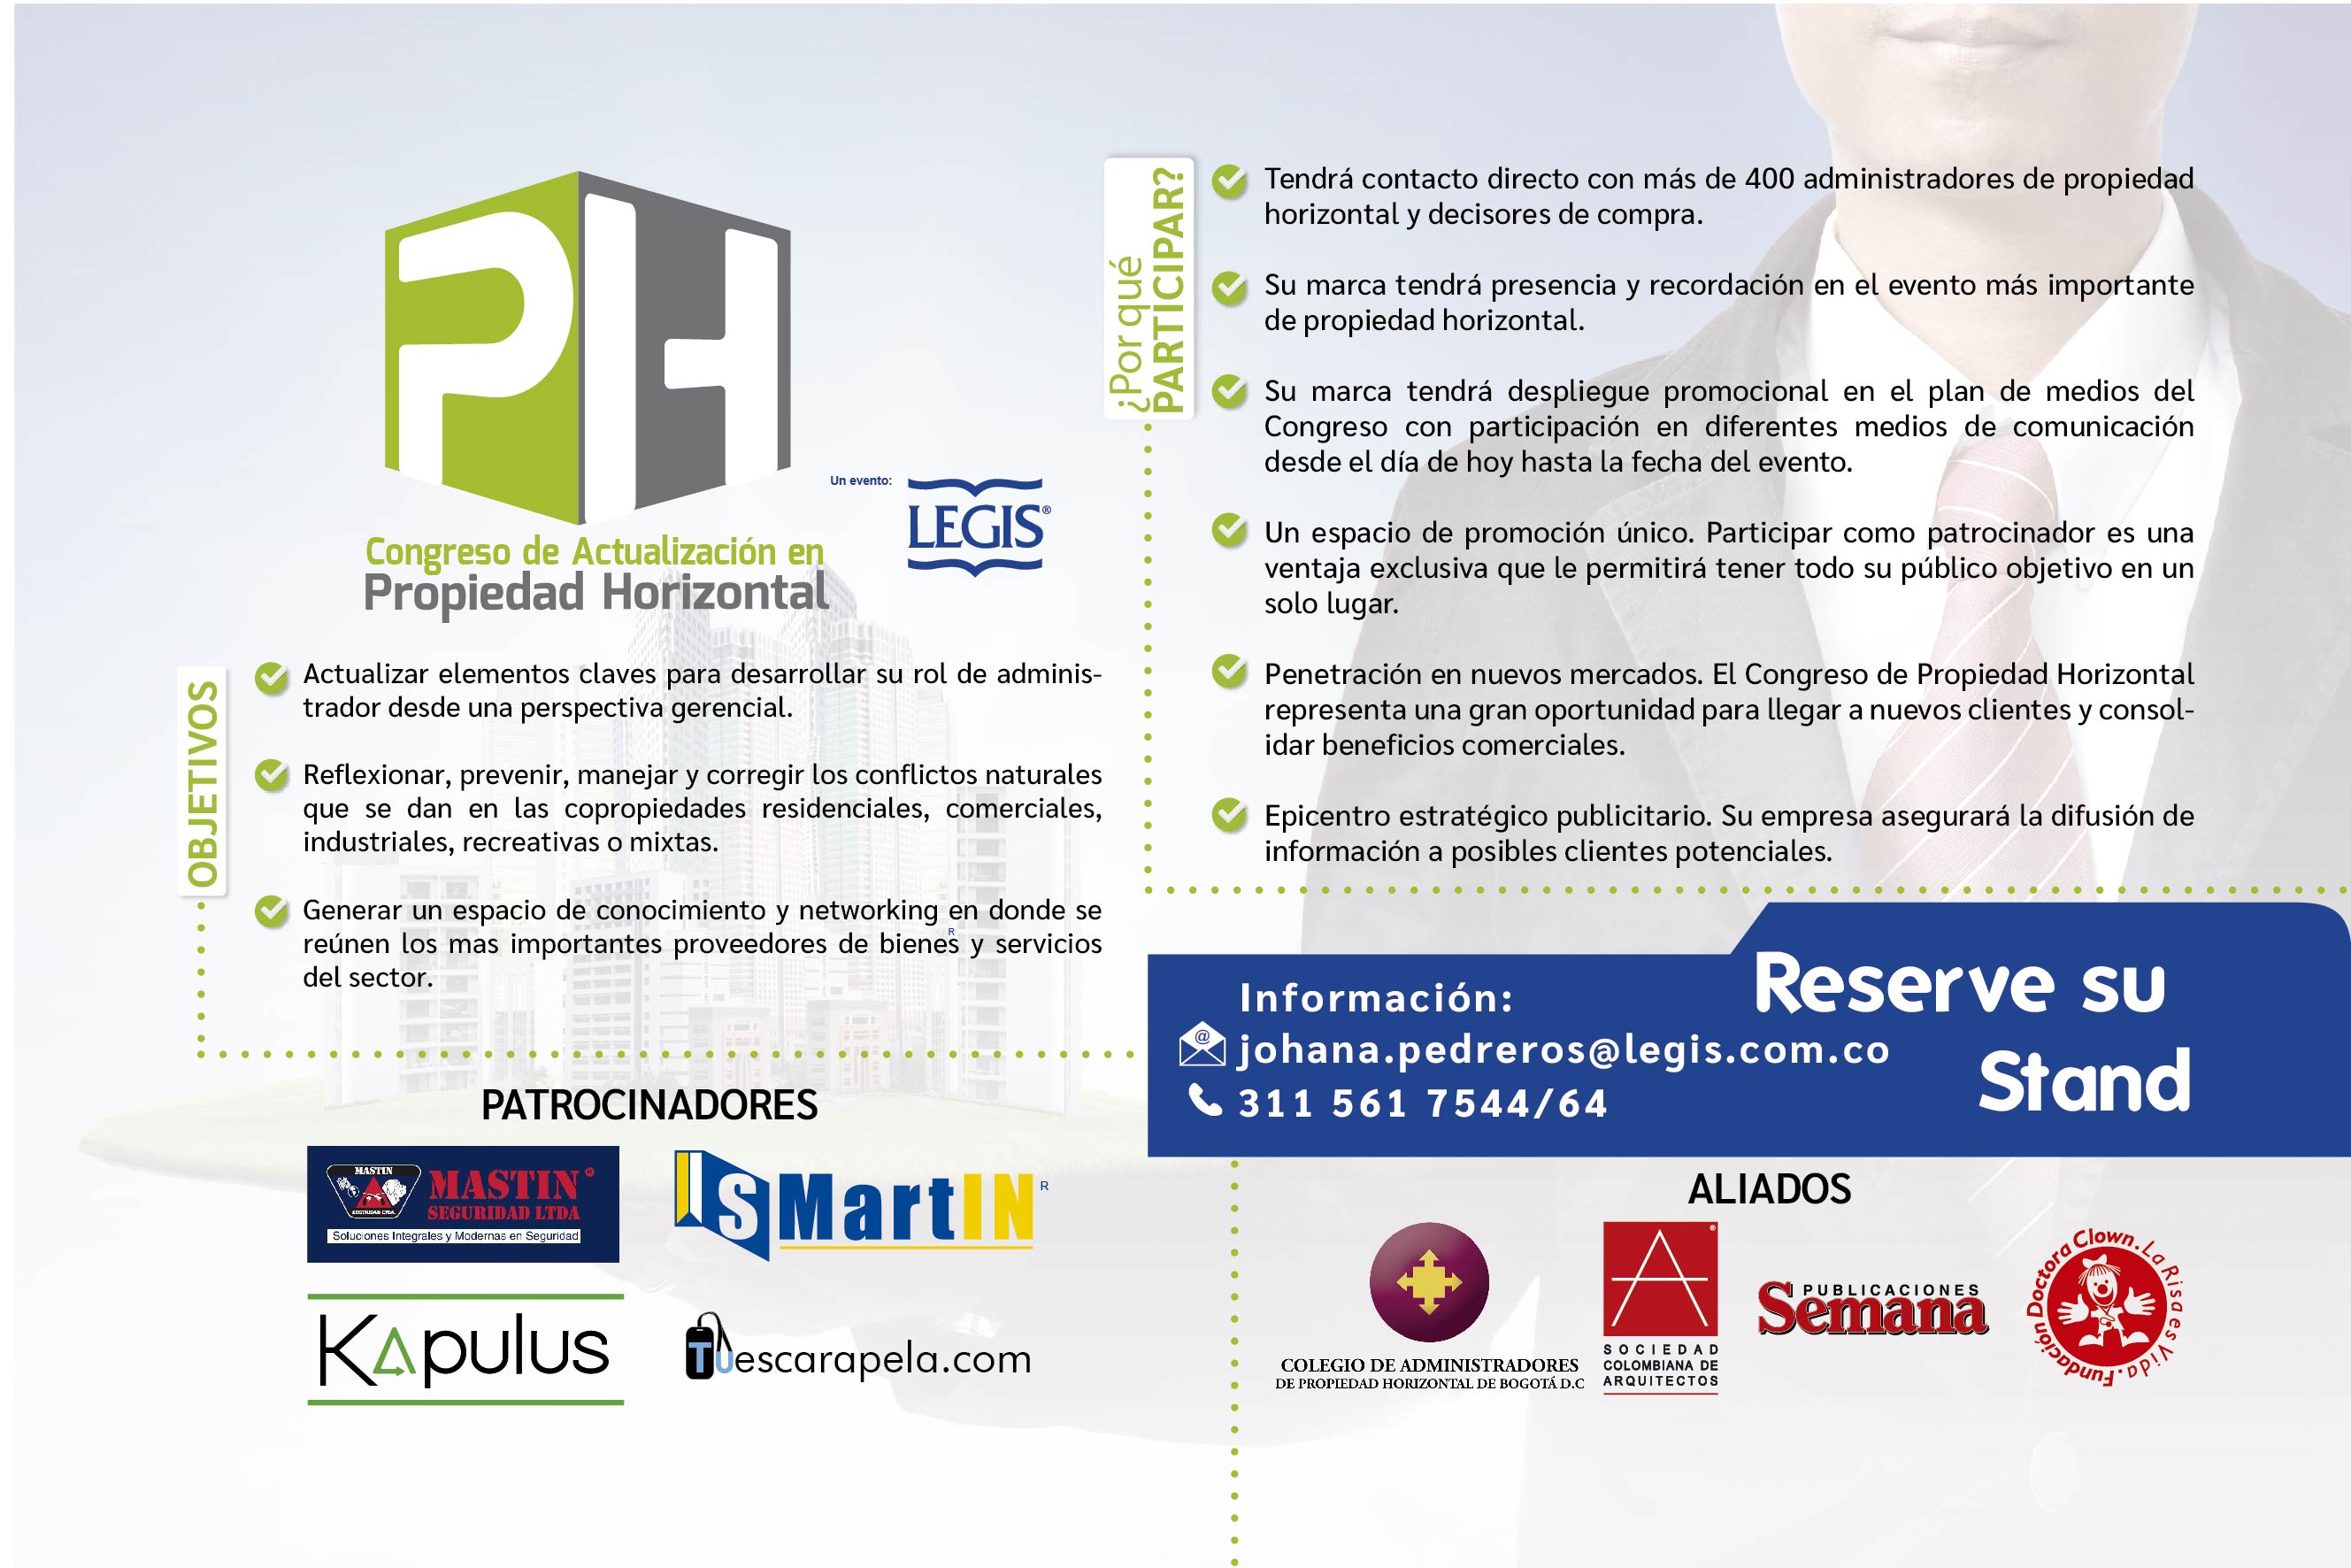 PH
Un evento:
LEGIS®
Congreso de Actualización en
Propiedad Horizontal
OBJETIVOS
Actualizar elementos claves para desarrollar su rol de adminis-
trador desde una perspectiva gerencial.
Reflexionar, prevenir, manejar y corregir los conflictos naturales
que se dan en las copropiedades residenciales, comerciales,
industriales, recreativas o mixtas.
Generar un espacio de conocimiento y networking en donde se
R
reúnen los mas importantes proveedores de bienes y servicios
del sector.
PATROCINADORES
MASTIN
SEGURIDAD LTDA.
MASTIN®
SEGURIDAD LTDA
Soluciones Integrales y Modernas en Seguridad
SMartIN R
Kapulus
Tuescarapela.com
¿Por qué
PARTICIPAR?
Tendrá contacto directo con más de 400 administradores de propiedad
horizontal y decisores de compra.
Su marca tendrá presencia y recordación en el evento más importante
de propiedad horizontal.
Su marca tendrá despliegue promocional en el plan de medios del
Congreso con participación en diferentes medios de comunicación
desde el día de hoy hasta la fecha del evento.
Un espacio de promoción único. Participar como patrocinador es una
ventaja exclusiva que le permitirá tener todo su público objetivo en un
solo lugar.
Penetración en nuevos mercados. El Congreso de Propiedad Horizontal
representa una gran oportunidad para llegar a nuevos clientes y consol-
idar beneficios comerciales.
Epicentro estratégico publicitario. Su empresa asegurará la difusión de
información a posibles clientes potenciales.
Información:
@
johana.pedreros@legis.com.co
311 561 7544/64
Reserve su
Stand
ALIADOS
COLEGIO DE ADMINISTRADORES
DE PROPIEDAD HORIZONTAL DE BOGOTÁ D.C
®
SOCIEDAD
COLOMBIANA DE
ARQUITECTOS
PUBLICACIONES
Semana
Fundación Doctora Clown. La Risa es Vida.